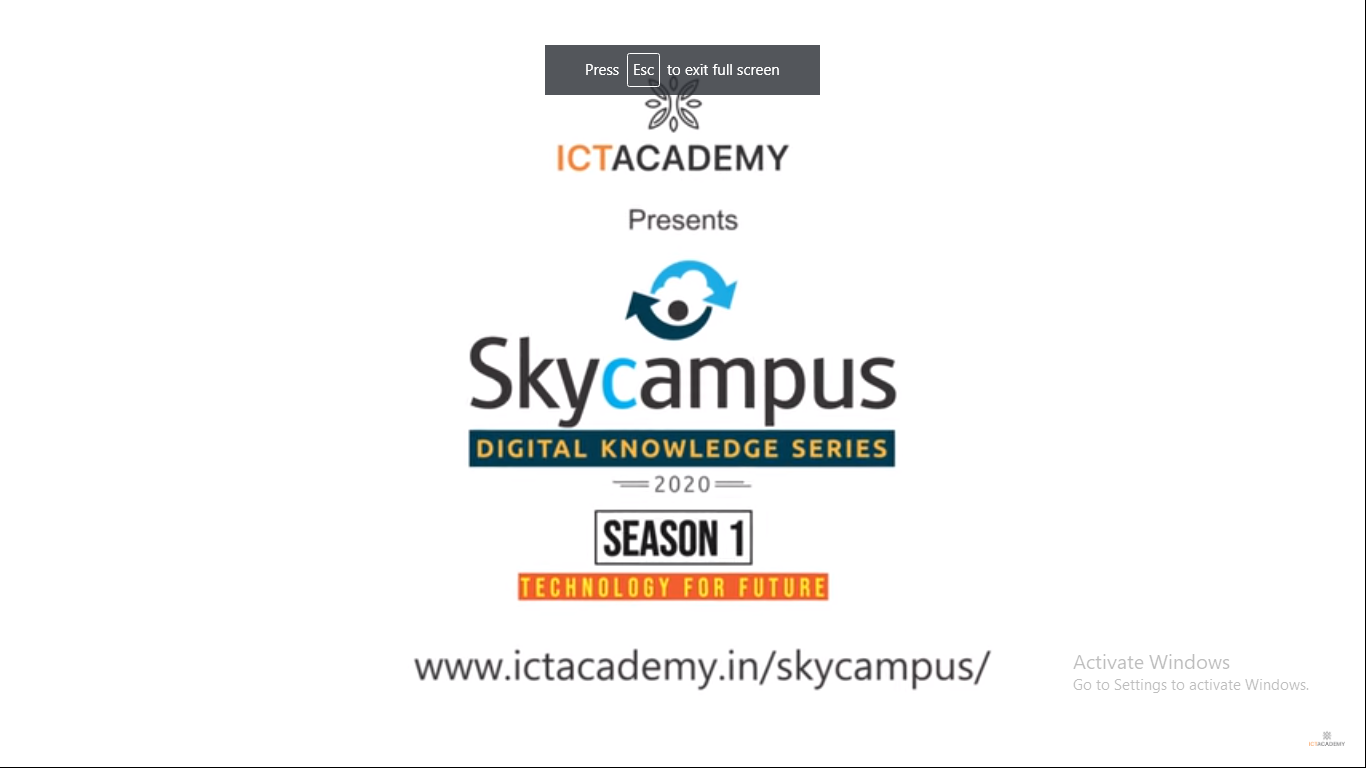 Press Esc to exit full screen
ICTACADEMY
Presents
Skycampus
DIGITAL KNOWLEDGE SERIES
2020
SEASON 1
TECHNOLOGY FOR FUTURE
www.ictacademy.in/skycampus/
Activate Windows
Go to Settings to activate Windows.
ICTACADEMY